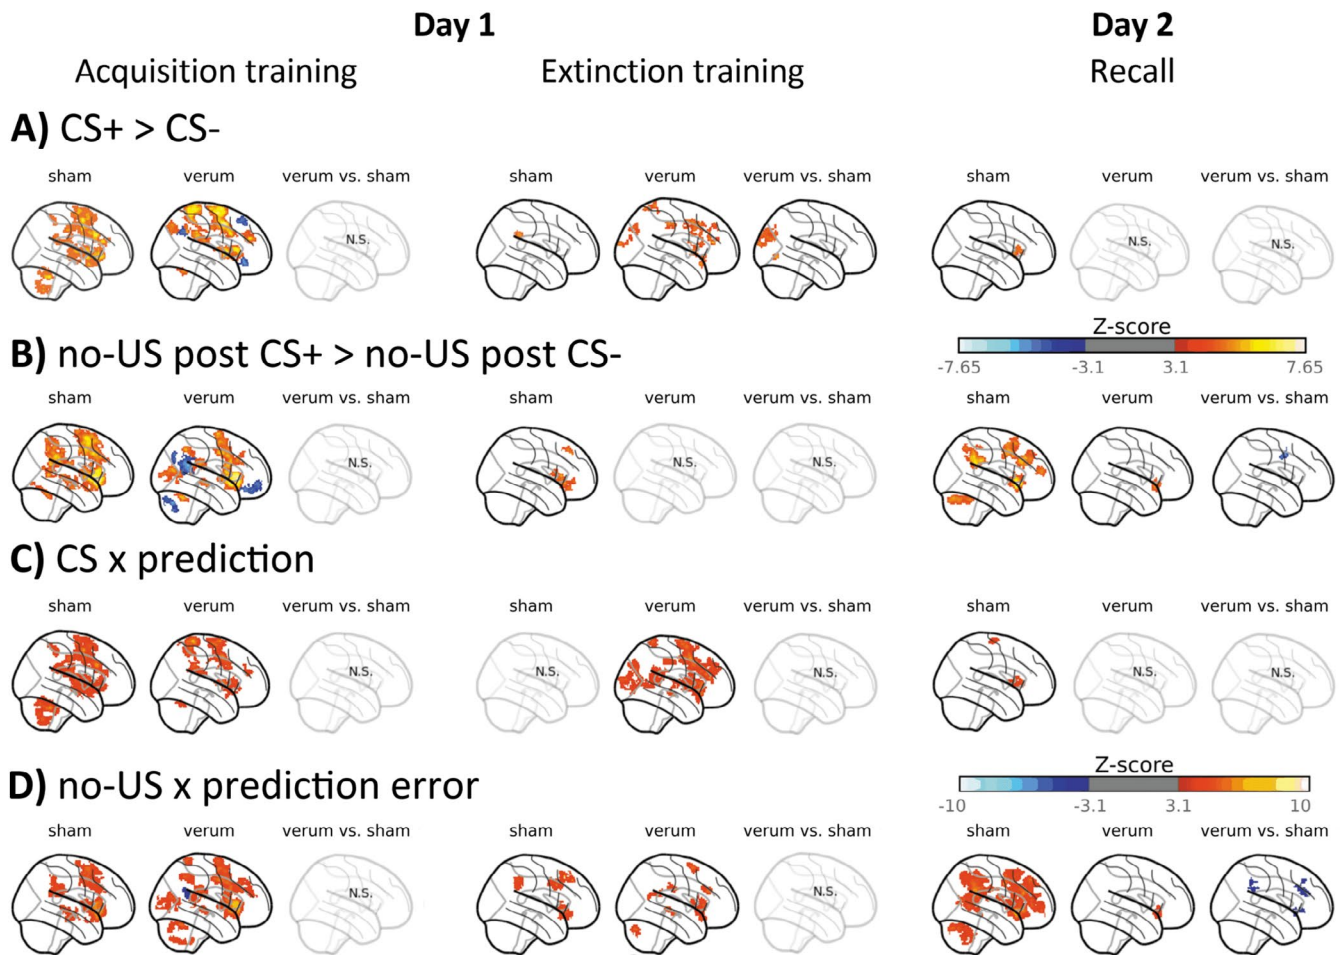 Day 1 Day 2
Acquisition training Extinction training Recall
A) CS+ > CS-
sham verum verum vs. sham sham verum verum vs. sham sham verum verum vs. sham
N.S. N.S. N.S.
Z-score
-7.65 -3.1 3.1 7.65
B) no-US post CS+ > no-US post CS-
sham verum verum vs. sham sham verum verum vs. sham sham verum verum vs. sham
N.S. N.S. N.S.
C) CS x prediction
sham verum verum vs. sham sham verum verum vs. sham sham verum verum vs. sham
N.S. N.S. N.S. N.S. N.S.
Z-score
-10 -3.1 3.1 10
D) no-US x prediction error
sham verum verum vs. sham sham verum verum vs. sham sham verum verum vs. sham
N.S. N.S.